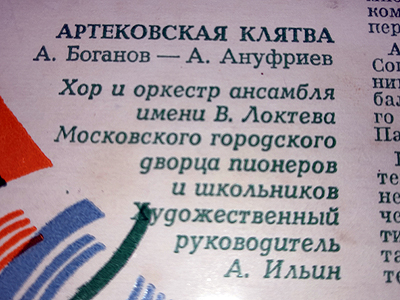 АРТЕКОВСКАЯ КЛЯТВА
А. Боганов — А. Ануфриев
Хор и оркестр ансамбля
имени В. Локтева
Московского городского
дворца пионеров
и школьников
Художественный
руководитель
А. Ильин